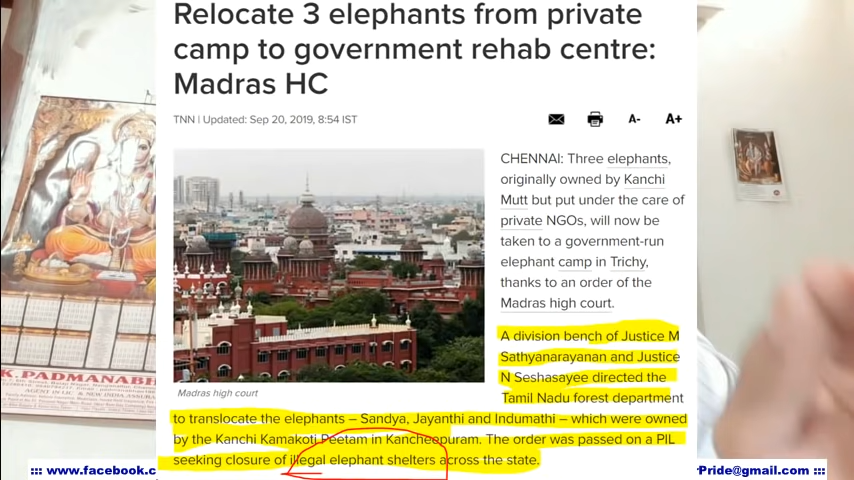 Relocate 3 elephants from private
camp to government rehab centre:
Madras HC
TNN | Updated: Sep 20, 2019, 8:54 IST
A- A+
CHENNAI: Three elephants,
originally owned by Kanchi
Mutt but put under the care of
private NGOs, will now be
taken to a government-run
elephant camp in Trichy,
thanks to an order of the
Madras high court.
Madras high court
A division bench of Justice M
Sathyanarayanan and Justice
N Seshasayee directed the
Tamil Nadu forest department
to translocate the elephants – Sandya, Jayanthi and Indumathi – which were owned
by the Kanchi Kamakoti Peetam in Kancheepuram. The order was passed on a PIL
seeking closure of illegal elephant shelters across the state.
K. PADMANABH
::: www.facebook.c
rPride@gmail.com :::